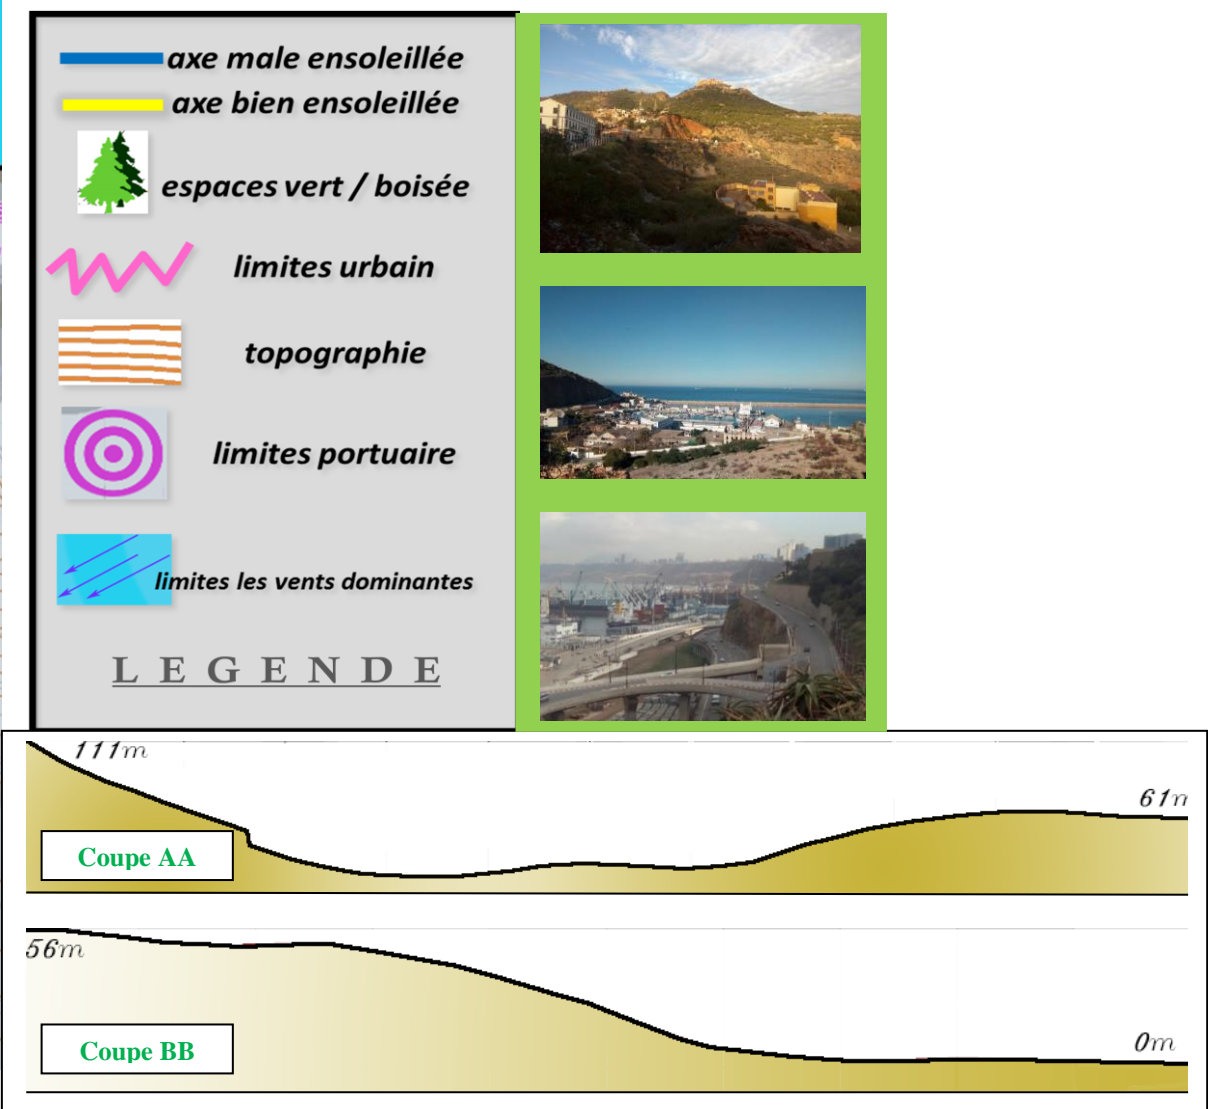 axe male ensoleillée
axe bien ensoleillée
espaces vert / boisée
limites urbain
topographie
limites portuaire
limites les vents dominantes
LEGENDE
111m
61m
Coupe AA
56m
0m
Coupe BB